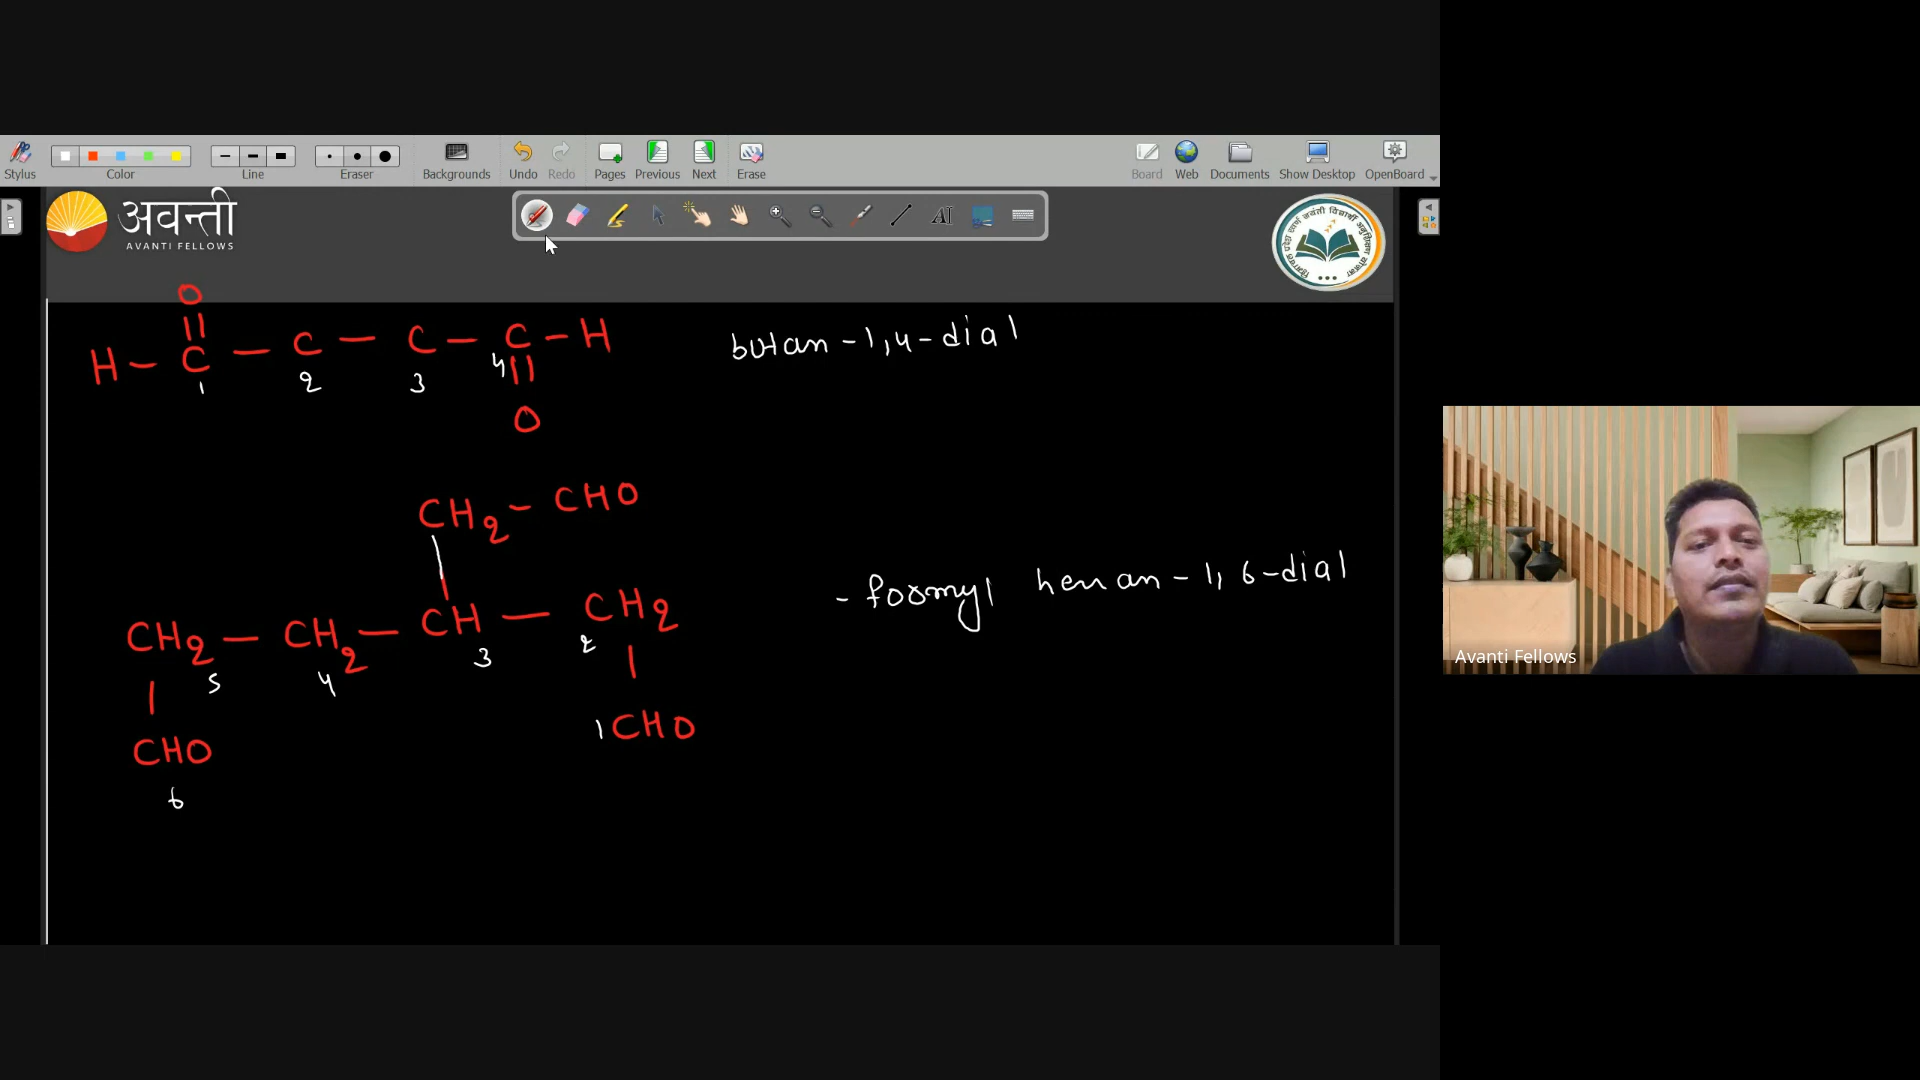 Stylus Color Line Eraser Backgrounds Undo Redo Pages Previous Next Erase Board Web Documents Show Desktop OpenBoard
अवन्ती
AVANTI FELLOWS
O
H - C - C - C - C - H
1 2 3 4
O
butan - 1,4 - dial
CH2 - CHO
CH2 - CH2 - CH - CH2
5 4 3 2
CHO
6
1 CHO
- formyl hexan - 1, 6 - dial
Avanti Fellows